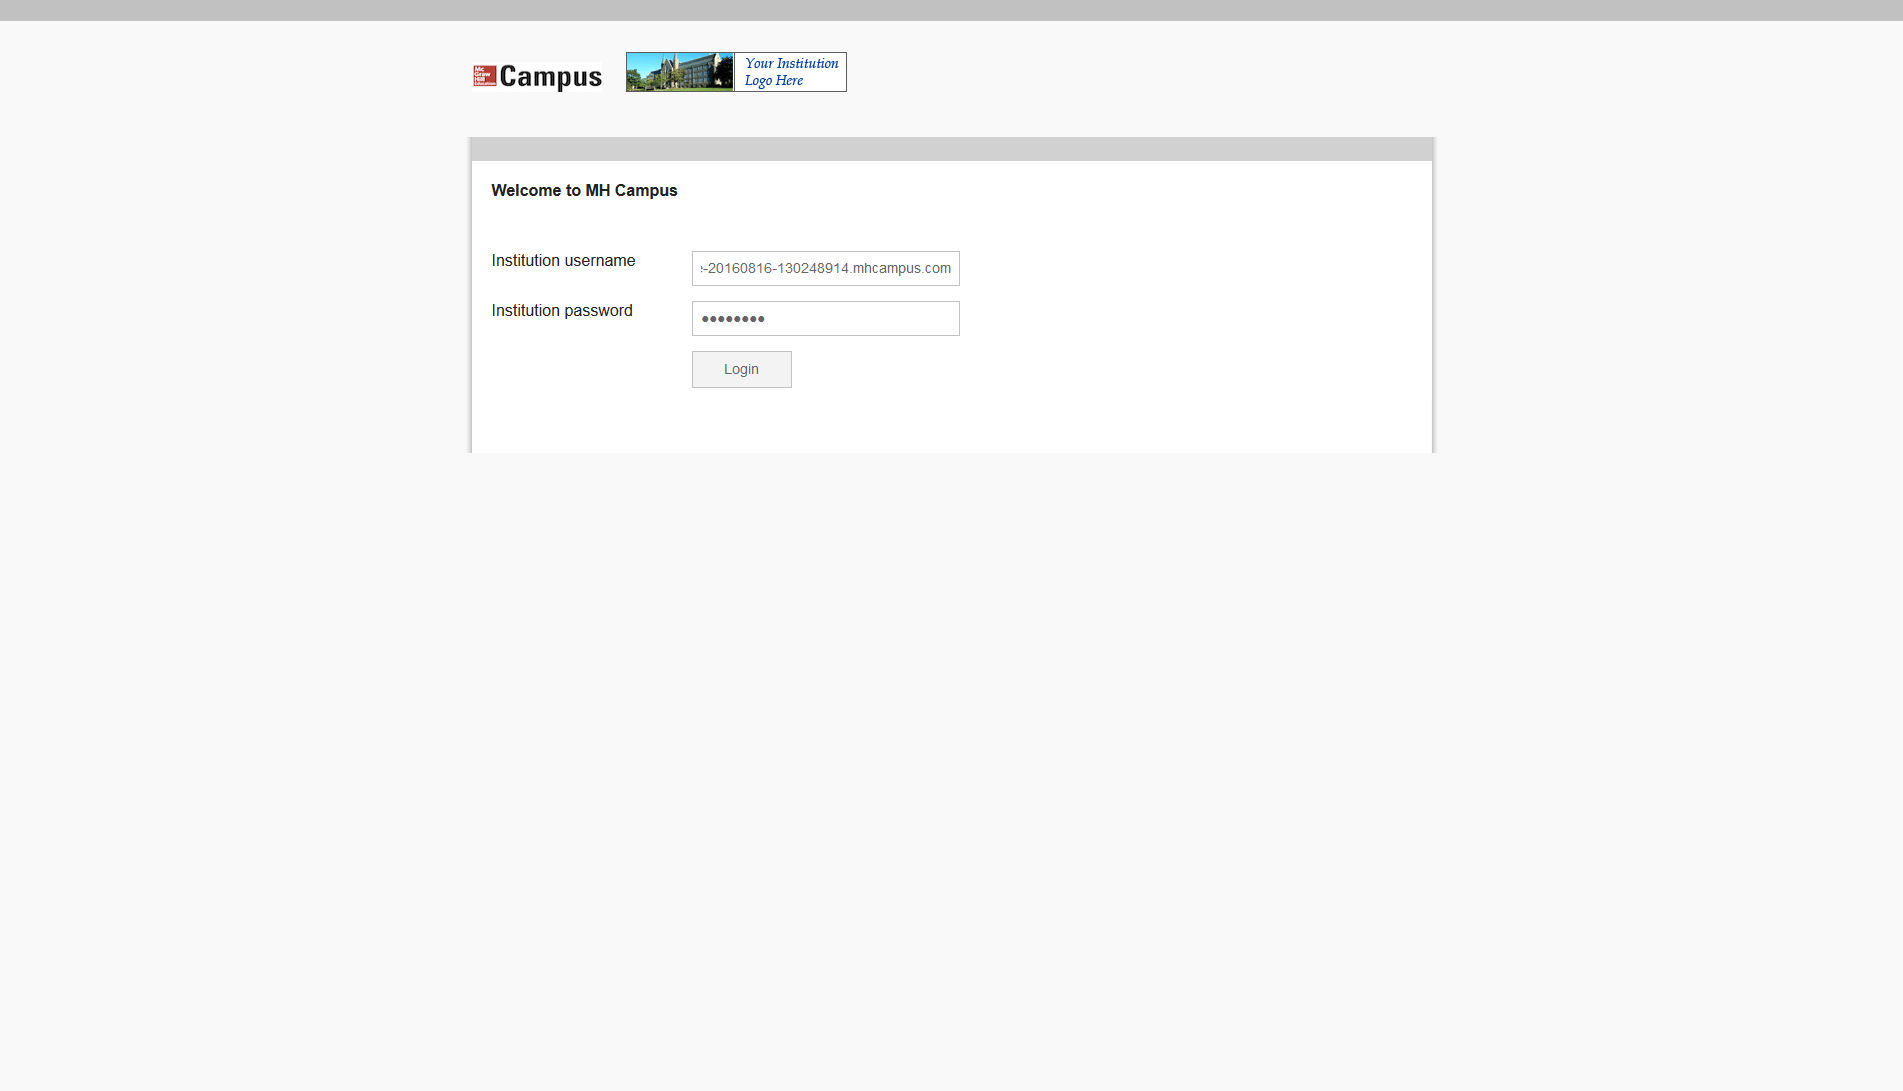 Mc
Graw
Hill
Education
Campus
Your Institution
Logo Here
Welcome to MH Campus
Institution username
-20160816-130248914.mhcampus.com
Institution password
●●●●●●●●
Login